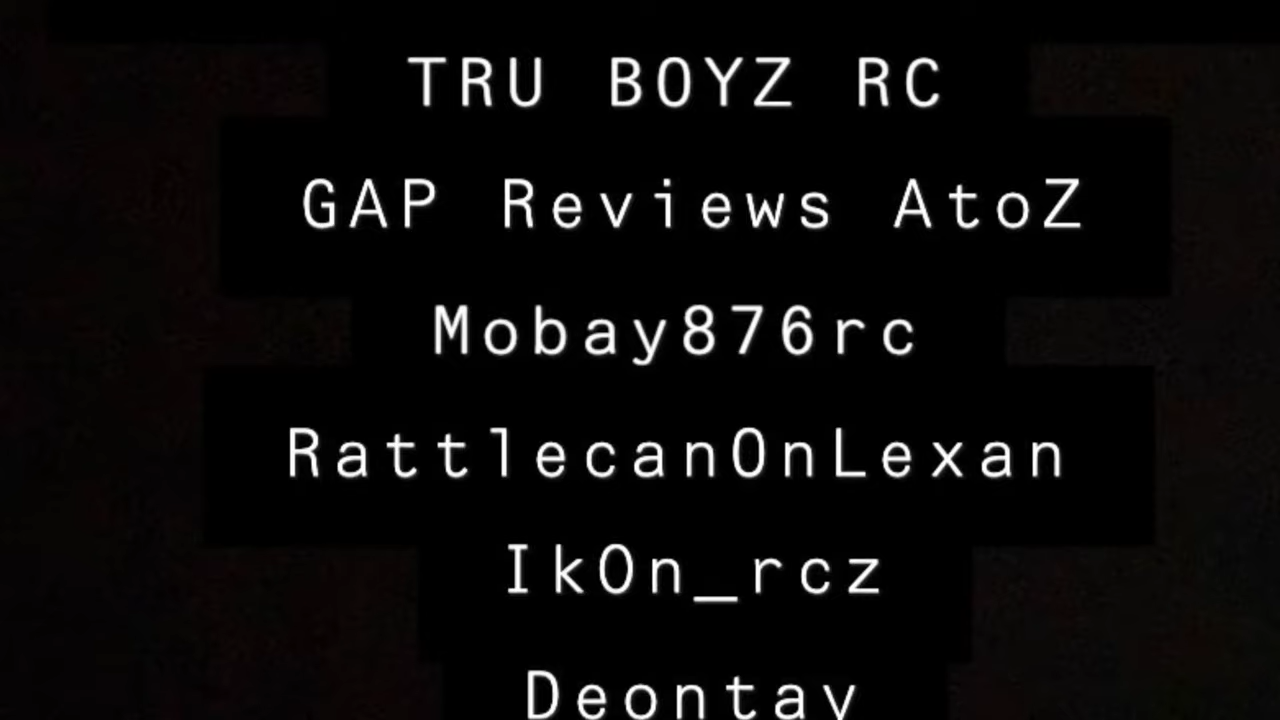 TRU BOYZ RC
GAP Reviews AtoZ
Mobay876rc
RattlecanOnLexan
IkOn_rcz
Deontay